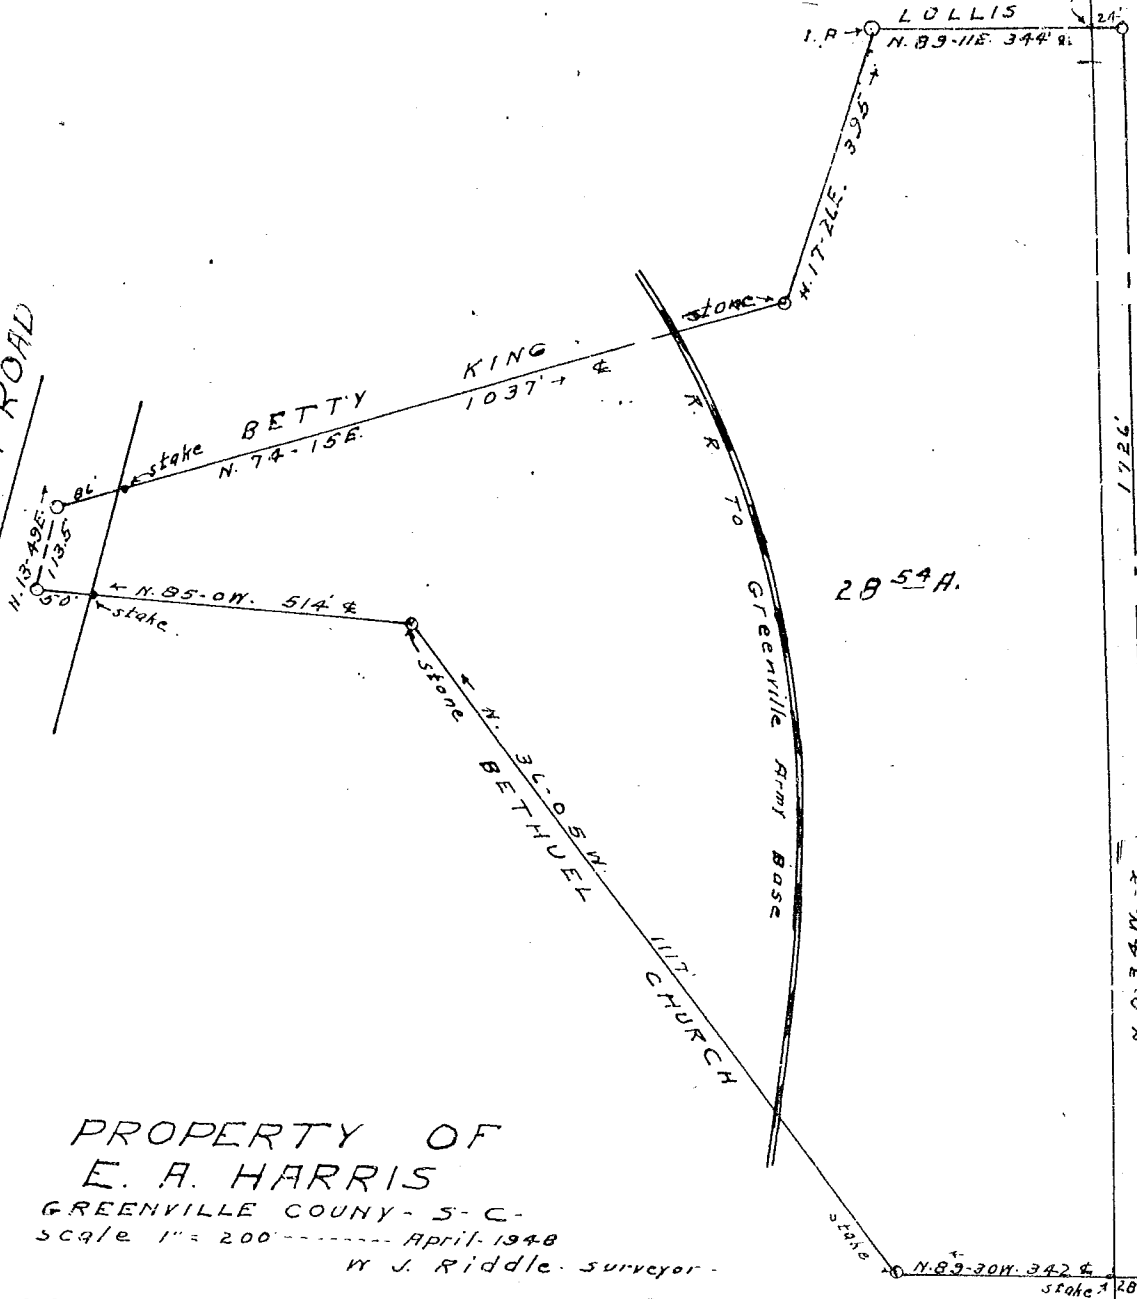 LOLLIS
24'
I.P
N. 89-11E. 344'
N. 17-26E. 395'
ROAD
stone
BETTY KING
1037' ⅊
N. 74-15E.
stake
86'
N. 13-49E.
113.5
50'
stake
N. 85-0W. 514'
stone
N. 36-05W.
1117'
BETHUEL CHURCH
R. R. To Greenville Army Base
28 54 A.
1726'
stake
N. 89-30W. 342
stake
28
PROPERTY OF
E. A. HARRIS
GREENVILLE COUNY - S - C -
scale 1" = 200 -------- April-1948
W J. Riddle. surveyor -